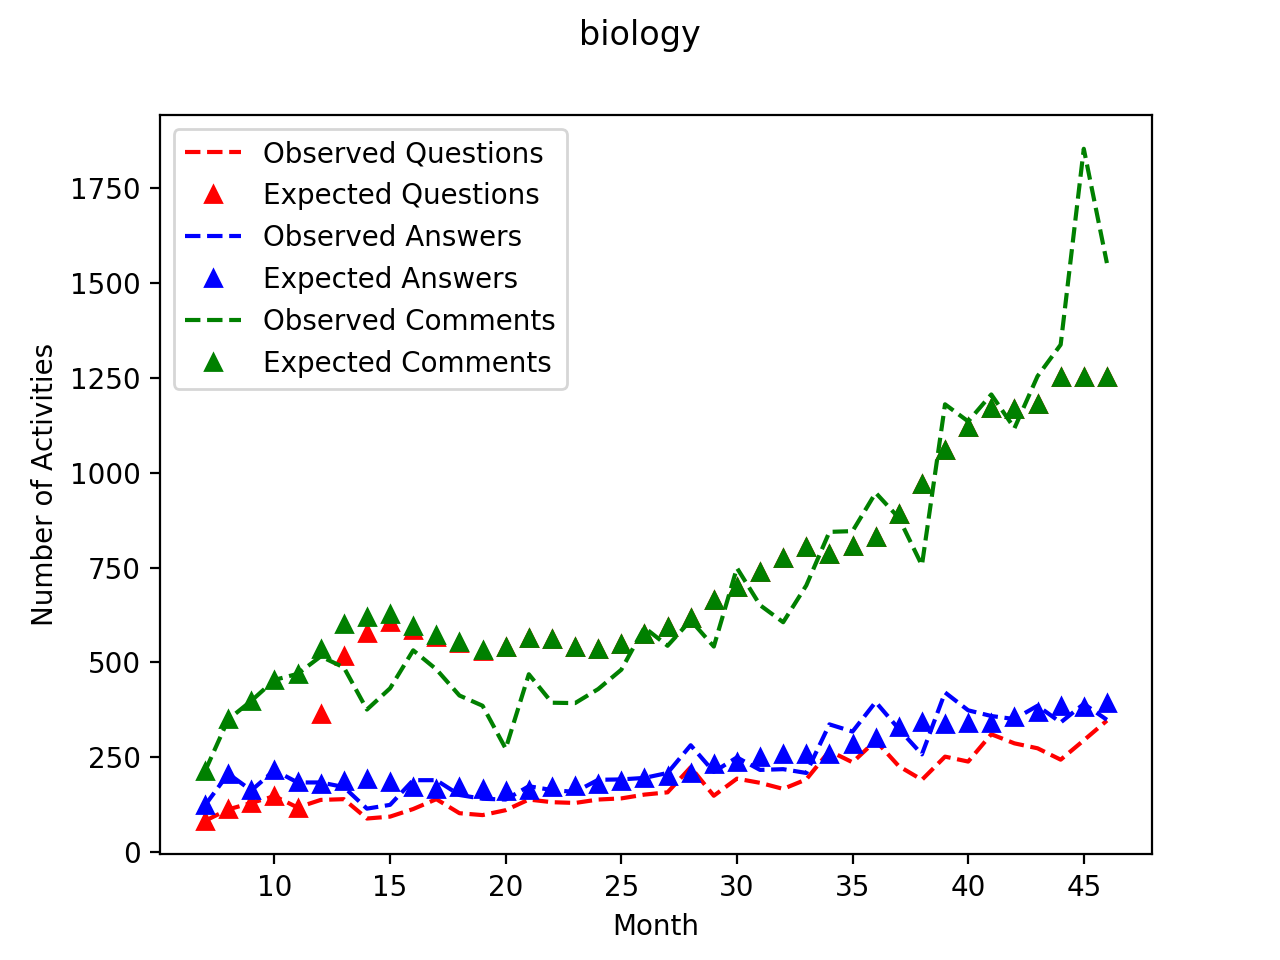 biology
Observed Questions
Expected Questions
Observed Answers
Expected Answers
Observed Comments
Expected Comments
1750
1500
1250
1000
750
500
250
0
Number of Activities
10 15 20 25 30 35 40 45
Month